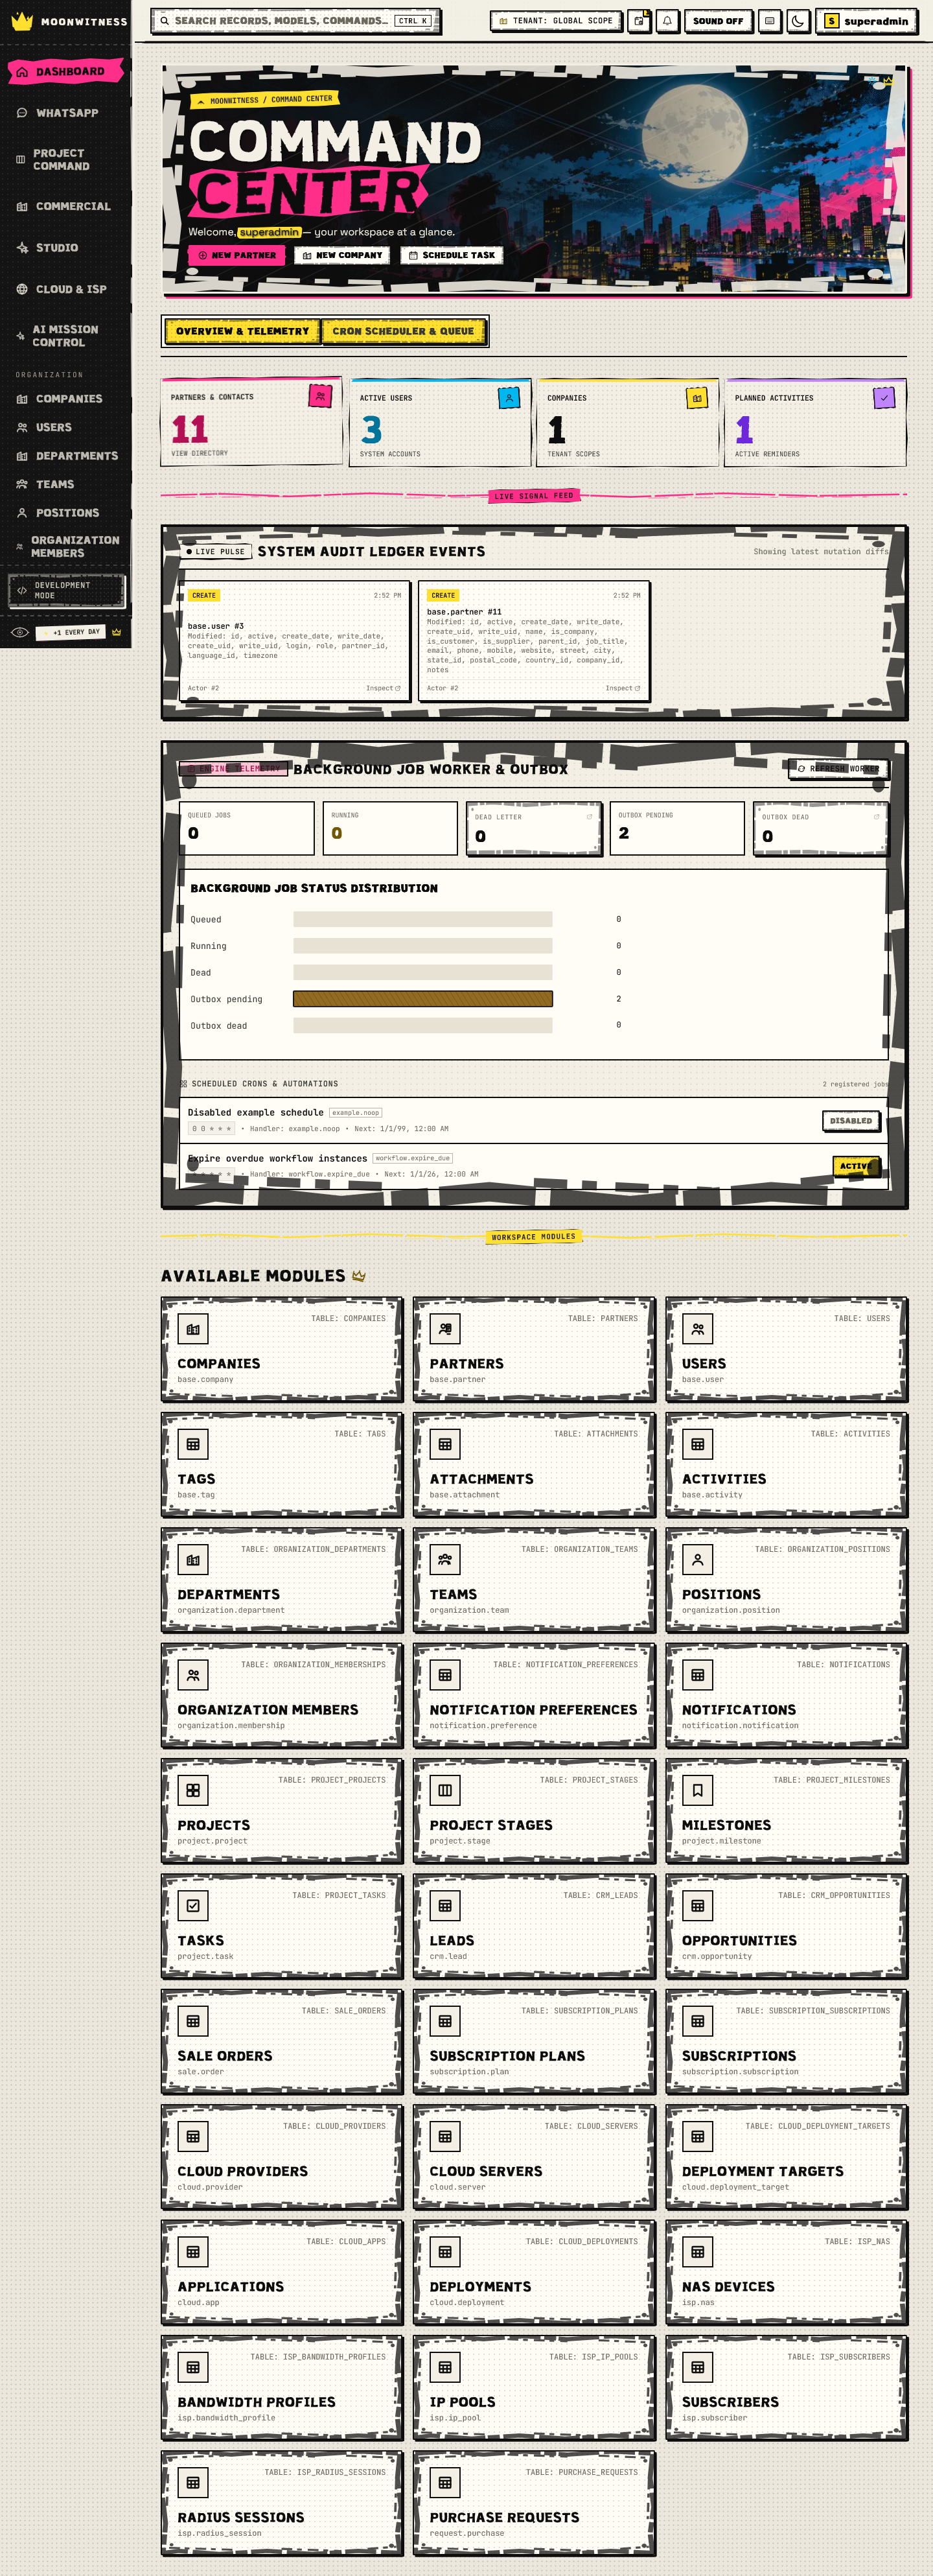 MOONWITNESS
DASHBOARD
WHATSAPP
PROJECT
COMMAND
COMMERCIAL
STUDIO
CLOUD & ISP
AI MISSION
CONTROL
ORGANIZATION
COMPANIES
USERS
DEPARTMENTS
TEAMS
POSITIONS
ORGANIZATION
MEMBERS
DEVELOPMENT
MODE
+1 EVERY DAY
SEARCH RECORDS, MODELS, COMMANDS... CTRL K
TENANT: GLOBAL SCOPE
SOUND OFF
S superadmin
MOONWITNESS / COMMAND CENTER
COMMAND
CENTER
Welcome, superadmin — your workspace at a glance.
NEW PARTNER NEW COMPANY SCHEDULE TASK
OVERVIEW & TELEMETRY CRON SCHEDULER & QUEUE
PARTNERS & CONTACTS
11
VIEW DIRECTORY
ACTIVE USERS
3
SYSTEM ACCOUNTS
COMPANIES
1
TENANT SCOPES
PLANNED ACTIVITIES
1
ACTIVE REMINDERS
LIVE SIGNAL FEED
LIVE PULSE SYSTEM AUDIT LEDGER EVENTS Showing latest mutation diffs
CREATE 2:52 PM
base.user #3
Modified: id, active, create_date, write_date,
create_uid, write_uid, login, role, partner_id,
language_id, timezone
Actor #2 Inspect
CREATE 2:52 PM
base.partner #11
Modified: id, active, create_date, write_date,
create_uid, write_uid, name, is_company,
is_customer, is_supplier, parent_id, job_title,
email, phone, mobile, website, street, city,
state_id, postal_code, country_id, company_id,
notes
Actor #2 Inspect
ENGINE TELEMETRY BACKGROUND JOB WORKER & OUTBOX REFRESH WORKER
QUEUED JOBS
0
RUNNING
0
DEAD LETTER
0
OUTBOX PENDING
2
OUTBOX DEAD
0
BACKGROUND JOB STATUS DISTRIBUTION
Queued 0
Running 0
Dead 0
Outbox pending 2
Outbox dead 0
SCHEDULED CRONS & AUTOMATIONS 2 registered jobs
Disabled example schedule example.noop
0 0 * * * • Handler: example.noop • Next: 1/1/99, 12:00 AM
DISABLED
Expire overdue workflow instances workflow.expire_due
* * * * • Handler: workflow.expire_due • Next: 1/1/26, 12:00 AM
ACTIVE
WORKSPACE MODULES
AVAILABLE MODULES
TABLE: COMPANIES
COMPANIES
base.company
TABLE: PARTNERS
PARTNERS
base.partner
TABLE: USERS
USERS
base.user
TABLE: TAGS
TAGS
base.tag
TABLE: ATTACHMENTS
ATTACHMENTS
base.attachment
TABLE: ACTIVITIES
ACTIVITIES
base.activity
TABLE: ORGANIZATION_DEPARTMENTS
DEPARTMENTS
organization.department
TABLE: ORGANIZATION_TEAMS
TEAMS
organization.team
TABLE: ORGANIZATION_POSITIONS
POSITIONS
organization.position
TABLE: ORGANIZATION_MEMBERSHIPS
ORGANIZATION MEMBERS
organization.membership
TABLE: NOTIFICATION_PREFERENCES
NOTIFICATION PREFERENCES
notification.preference
TABLE: NOTIFICATIONS
NOTIFICATIONS
notification.notification
TABLE: PROJECT_PROJECTS
PROJECTS
project.project
TABLE: PROJECT_STAGES
PROJECT STAGES
project.stage
TABLE: PROJECT_MILESTONES
MILESTONES
project.milestone
TABLE: PROJECT_TASKS
TASKS
project.task
TABLE: CRM_LEADS
LEADS
crm.lead
TABLE: CRM_OPPORTUNITIES
OPPORTUNITIES
crm.opportunity
TABLE: SALE_ORDERS
SALE ORDERS
sale.order
TABLE: SUBSCRIPTION_PLANS
SUBSCRIPTION PLANS
subscription.plan
TABLE: SUBSCRIPTION_SUBSCRIPTIONS
SUBSCRIPTIONS
subscription.subscription
TABLE: CLOUD_PROVIDERS
CLOUD PROVIDERS
cloud.provider
TABLE: CLOUD_SERVERS
CLOUD SERVERS
cloud.server
TABLE: CLOUD_DEPLOYMENT_TARGETS
DEPLOYMENT TARGETS
cloud.deployment_target
TABLE: CLOUD_APPS
APPLICATIONS
cloud.app
TABLE: CLOUD_DEPLOYMENTS
DEPLOYMENTS
cloud.deployment
TABLE: ISP_NAS
NAS DEVICES
isp.nas
TABLE: ISP_BANDWIDTH_PROFILES
BANDWIDTH PROFILES
isp.bandwidth_profile
TABLE: ISP_IP_POOLS
IP POOLS
isp.ip_pool
TABLE: ISP_SUBSCRIBERS
SUBSCRIBERS
isp.subscriber
TABLE: ISP_RADIUS_SESSIONS
RADIUS SESSIONS
isp.radius_session
TABLE: PURCHASE_REQUESTS
PURCHASE REQUESTS
request.purchase